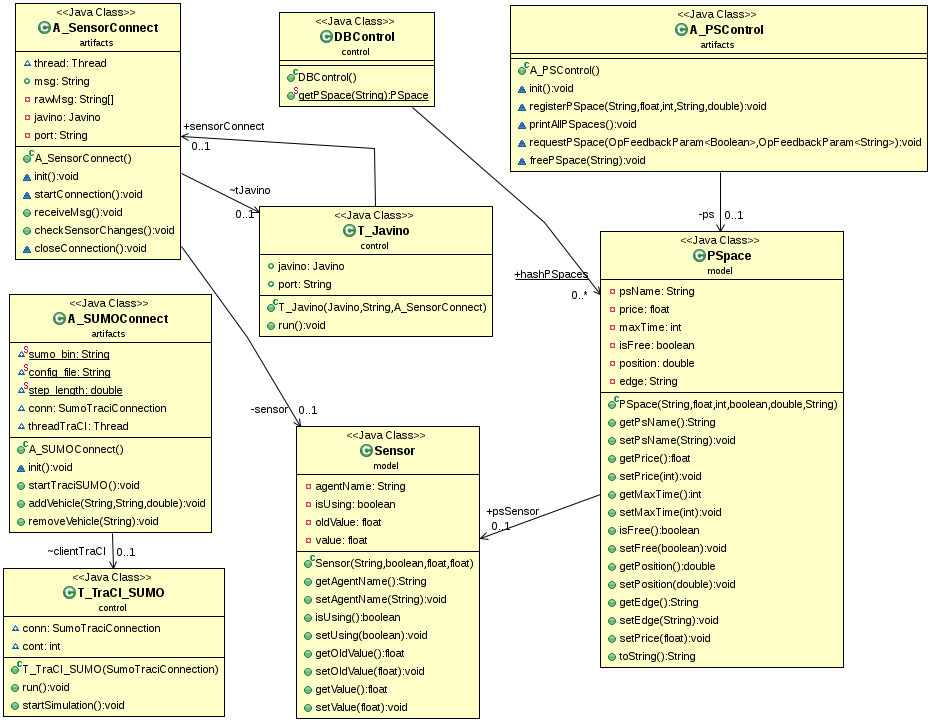 <<Java Class>>
A_SensorConnect
artifacts
thread: Thread
msg: String
rawMsg: String[]
javino: Javino
port: String
A_SensorConnect()
init():void
startConnection():void
receiveMsg():void
checkSensorChanges():void
closeConnection():void
<<Java Class>>
DBControl
control
DBControl()
getPSpace(String):PSpace
<<Java Class>>
A_PSControl
artifacts
A_PSControl()
init():void
registerPSpace(String,float,int,String,double):void
printAllPSpaces():void
requestPSpace(OpFeedbackParam<Boolean>,OpFeedbackParam<String>):void
freePSpace(String):void
+sensorConnect
0..1
~tJavino
0..1
-ps
0..1
+hashPSpaces
0..*
<<Java Class>>
T_Javino
control
javino: Javino
port: String
T_Javino(Javino,String,A_SensorConnect)
run():void
<<Java Class>>
PSpace
model
psName: String
price: float
maxTime: int
isFree: boolean
position: double
edge: String
PSpace(String,float,int,boolean,double,String)
getPsName():String
setPsName(String):void
getPrice():float
setPrice(int):void
getMaxTime():int
setMaxTime(int):void
isFree():boolean
setFree(boolean):void
getPosition():double
setPosition(double):void
getEdge():String
setEdge(String):void
setPrice(float):void
toString():String
<<Java Class>>
A_SUMOConnect
artifacts
sumo_bin: String
config_file: String
step_length: double
conn: SumoTraciConnection
threadTraCI: Thread
A_SUMOConnect()
init():void
startTraciSUMO():void
addVehicle(String,String,double):void
removeVehicle(String):void
-sensor
0..1
+psSensor
0..1
<<Java Class>>
Sensor
model
agentName: String
isUsing: boolean
oldValue: float
value: float
Sensor(String,boolean,float,float)
getAgentName():String
setAgentName(String):void
isUsing():boolean
setUsing(boolean):void
getOldValue():float
setOldValue(float):void
getValue():float
setValue(float):void
~clientTraCI
0..1
<<Java Class>>
T_TraCI_SUMO
control
conn: SumoTraciConnection
cont: int
T_TraCI_SUMO(SumoTraciConnection)
run():void
startSimulation():void